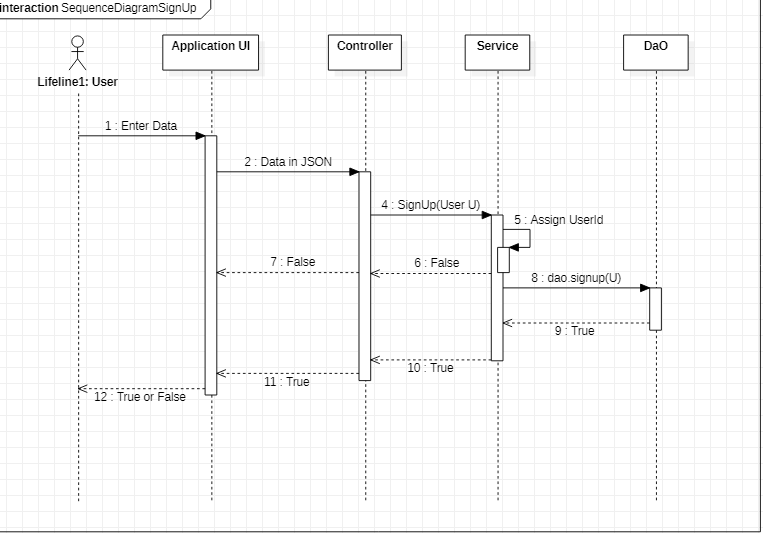 interaction SequenceDiagramSignUp
Application UI
Controller
Service
DaO
Lifeline1: User
1 : Enter Data
2 : Data in JSON
4 : SignUp(User U)
5 : Assign UserId
7 : False
6 : False
8 : dao.signup(U)
9 : True
10 : True
11 : True
12 : True or False